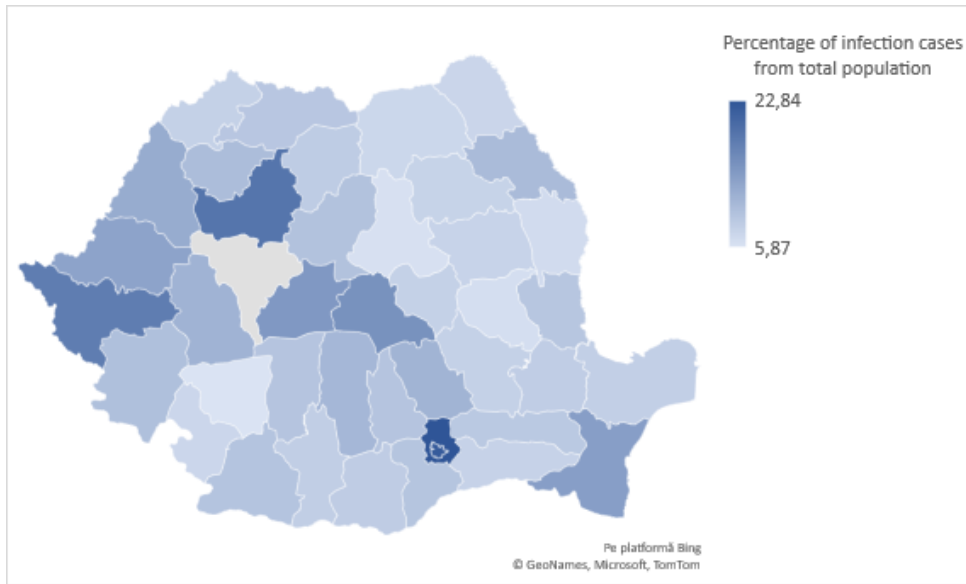 Percentage of infection cases
from total population
22,84
5,87
Pe platformă Bing
© GeoNames, Microsoft, TomTom